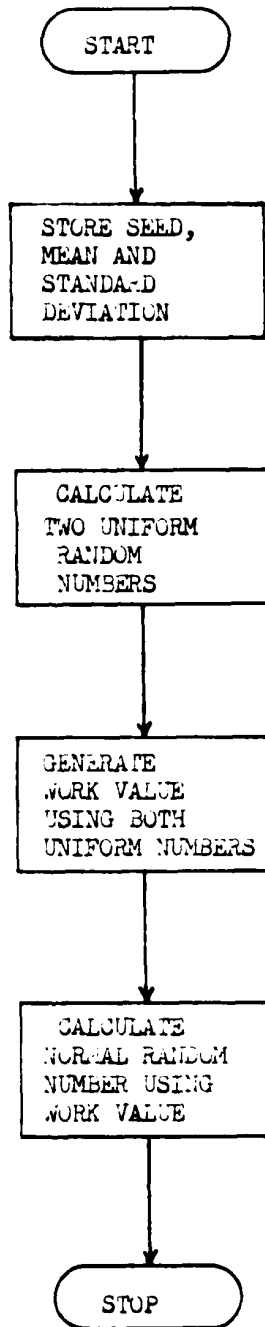 START
STORE SEED,
MEAN AND
STANDARD
DEVIATION
CALCULATE
TWO UNIFORM
RANDOM
NUMBERS
GENERATE
WORK VALUE
USING BOTH
UNIFORM NUMBERS
CALCULATE
NORMAL RANDOM
NUMBER USING
WORK VALUE
STOP